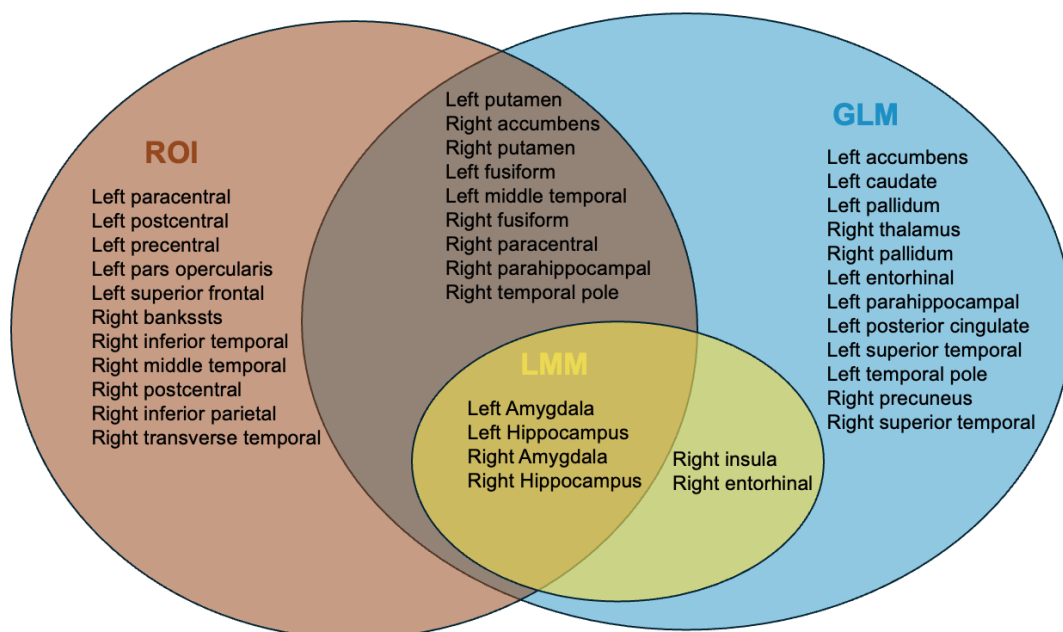 ROI
Left paracentral
Left postcentral
Left precentral
Left pars opercularis
Left superior frontal
Right bankssts
Right inferior temporal
Right middle temporal
Right postcentral
Right inferior parietal
Right transverse temporal
Left putamen
Right accumbens
Right putamen
Left fusiform
Left middle temporal
Right fusiform
Right paracentral
Right parahippocampal
Right temporal pole
LMM
Left Amygdala
Left Hippocampus
Right Amygdala
Right Hippocampus
Right insula
Right entorhinal
GLM
Left accumbens
Left caudate
Left pallidum
Right thalamus
Right pallidum
Left entorhinal
Left parahippocampal
Left posterior cingulate
Left superior temporal
Left temporal pole
Right precuneus
Right superior temporal